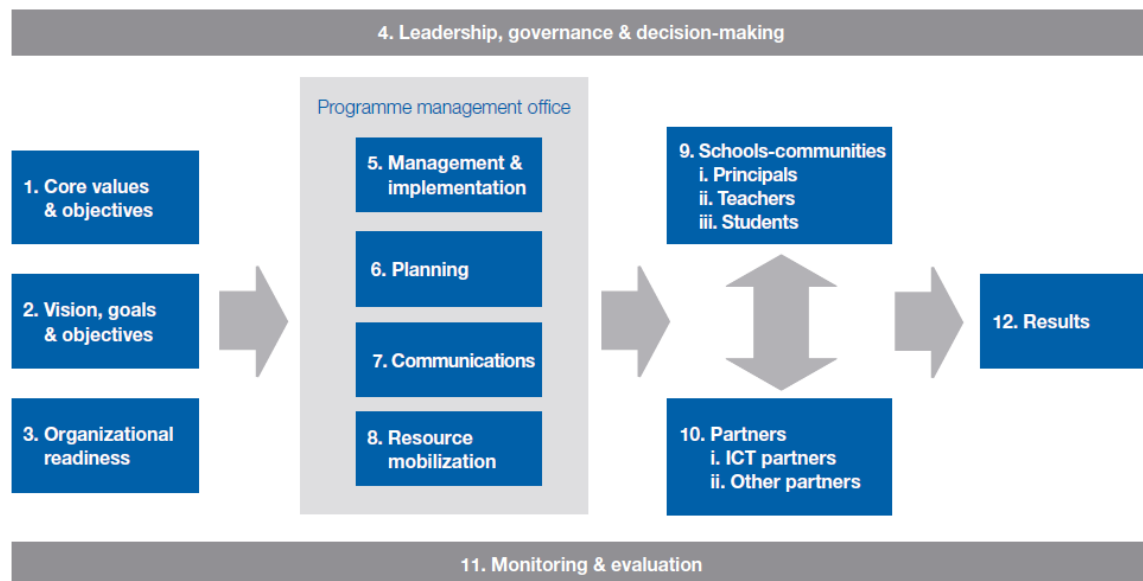 4. Leadership, governance & decision-making
Programme management office
1. Core values
& objectives
2. Vision, goals
& objectives
3. Organizational
readiness
5. Management &
implementation
6. Planning
7. Communications
8. Resource
mobilization
9. Schools-communities
i. Principals
ii. Teachers
iii. Students
10. Partners
i. ICT partners
ii. Other partners
12. Results
11. Monitoring & evaluation